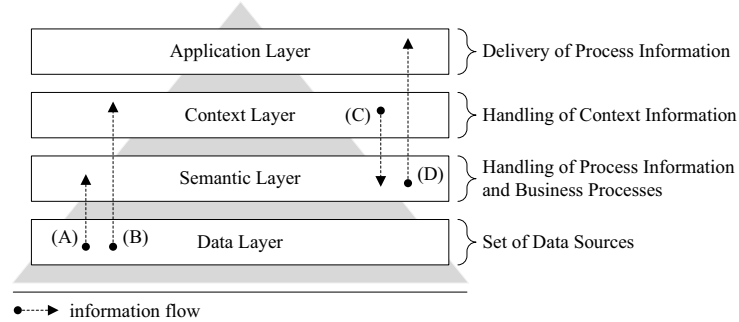 Application Layer
Delivery of Process Information
Context Layer
(C)
Handling of Context Information
Semantic Layer
(D)
Handling of Process Information
and Business Processes
(A)
(B)
Data Layer
Set of Data Sources
information flow